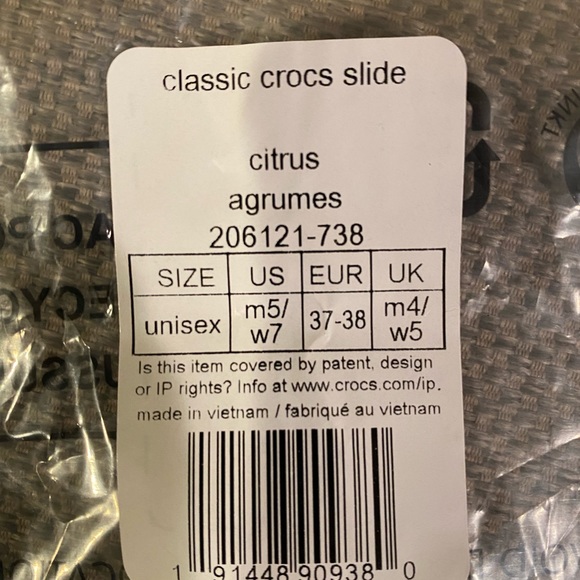 classic crocs slide
citrus
agrumes
206121-738
SIZE US EUR UK
unisex m5/ w7 37-38 m4/ w5
Is this item covered by patent, design
or IP rights? Info at www.crocs.com/ip.
made in vietnam / fabriqué au vietnam
1 91448 90938 0